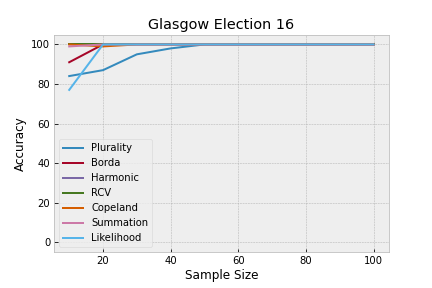 Glasgow Election 16
Accuracy
100
80
60
40
20
0
Plurality
Borda
Harmonic
RCV
Copeland
Summation
Likelihood
20 40 60 80 100
Sample Size